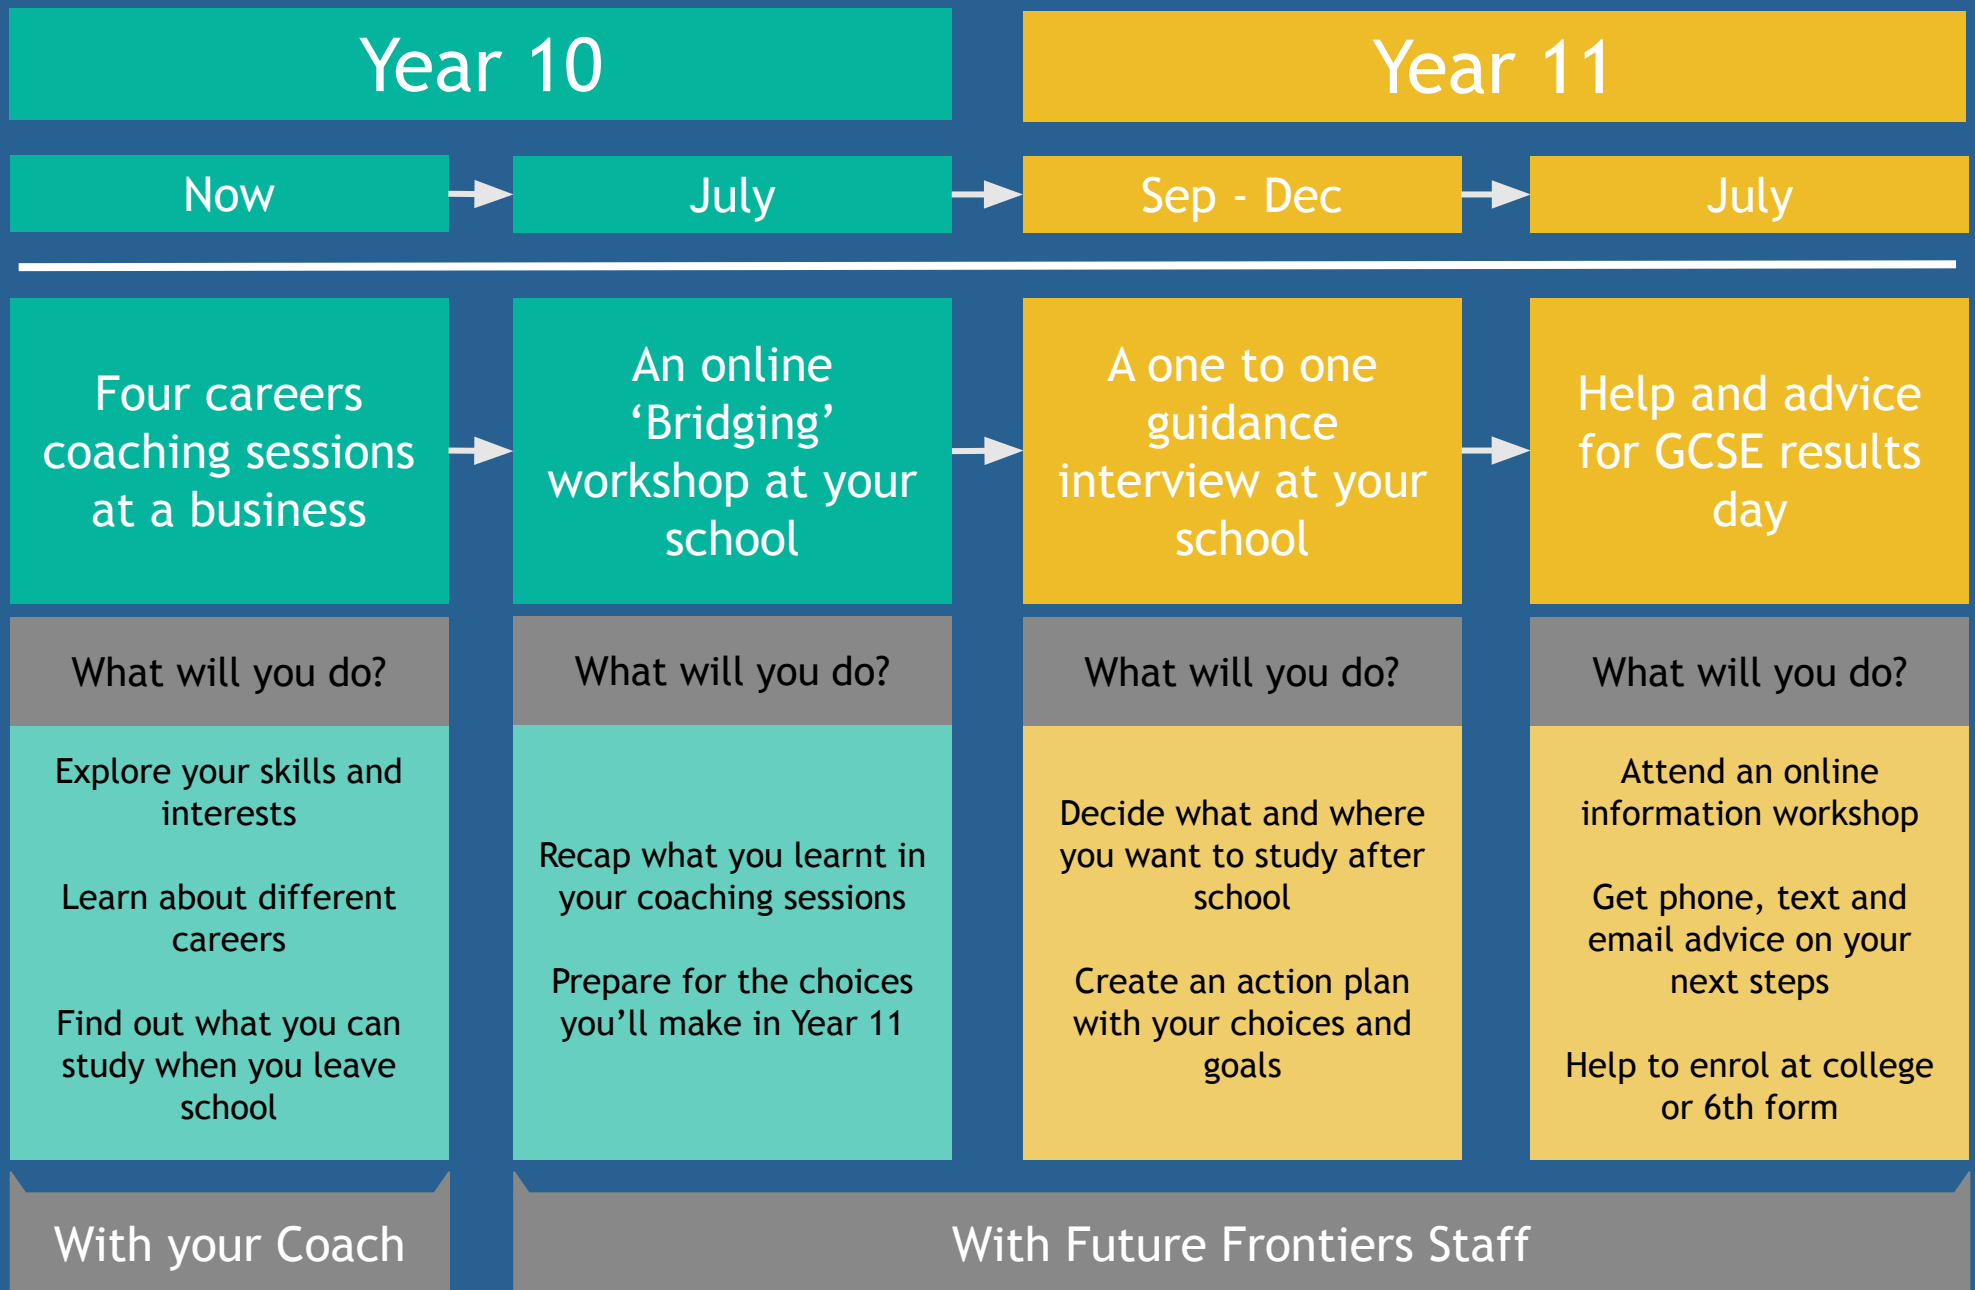 Year 10
Year 11
Now
July
Sep - Dec
July
Four careers
coaching sessions
at a business
An online
‘Bridging’
workshop at your
school
A one to one
guidance
interview at your
school
Help and advice
for GCSE results
day
What will you do?
What will you do?
What will you do?
What will you do?
Explore your skills and
interests
Learn about different
careers
Find out what you can
study when you leave
school
Recap what you learnt in
your coaching sessions
Prepare for the choices
you’ll make in Year 11
Decide what and where
you want to study after
school
Create an action plan
with your choices and
goals
Attend an online
information workshop
Get phone, text and
email advice on your
next steps
Help to enrol at college
or 6th form
With your Coach
With Future Frontiers Staff